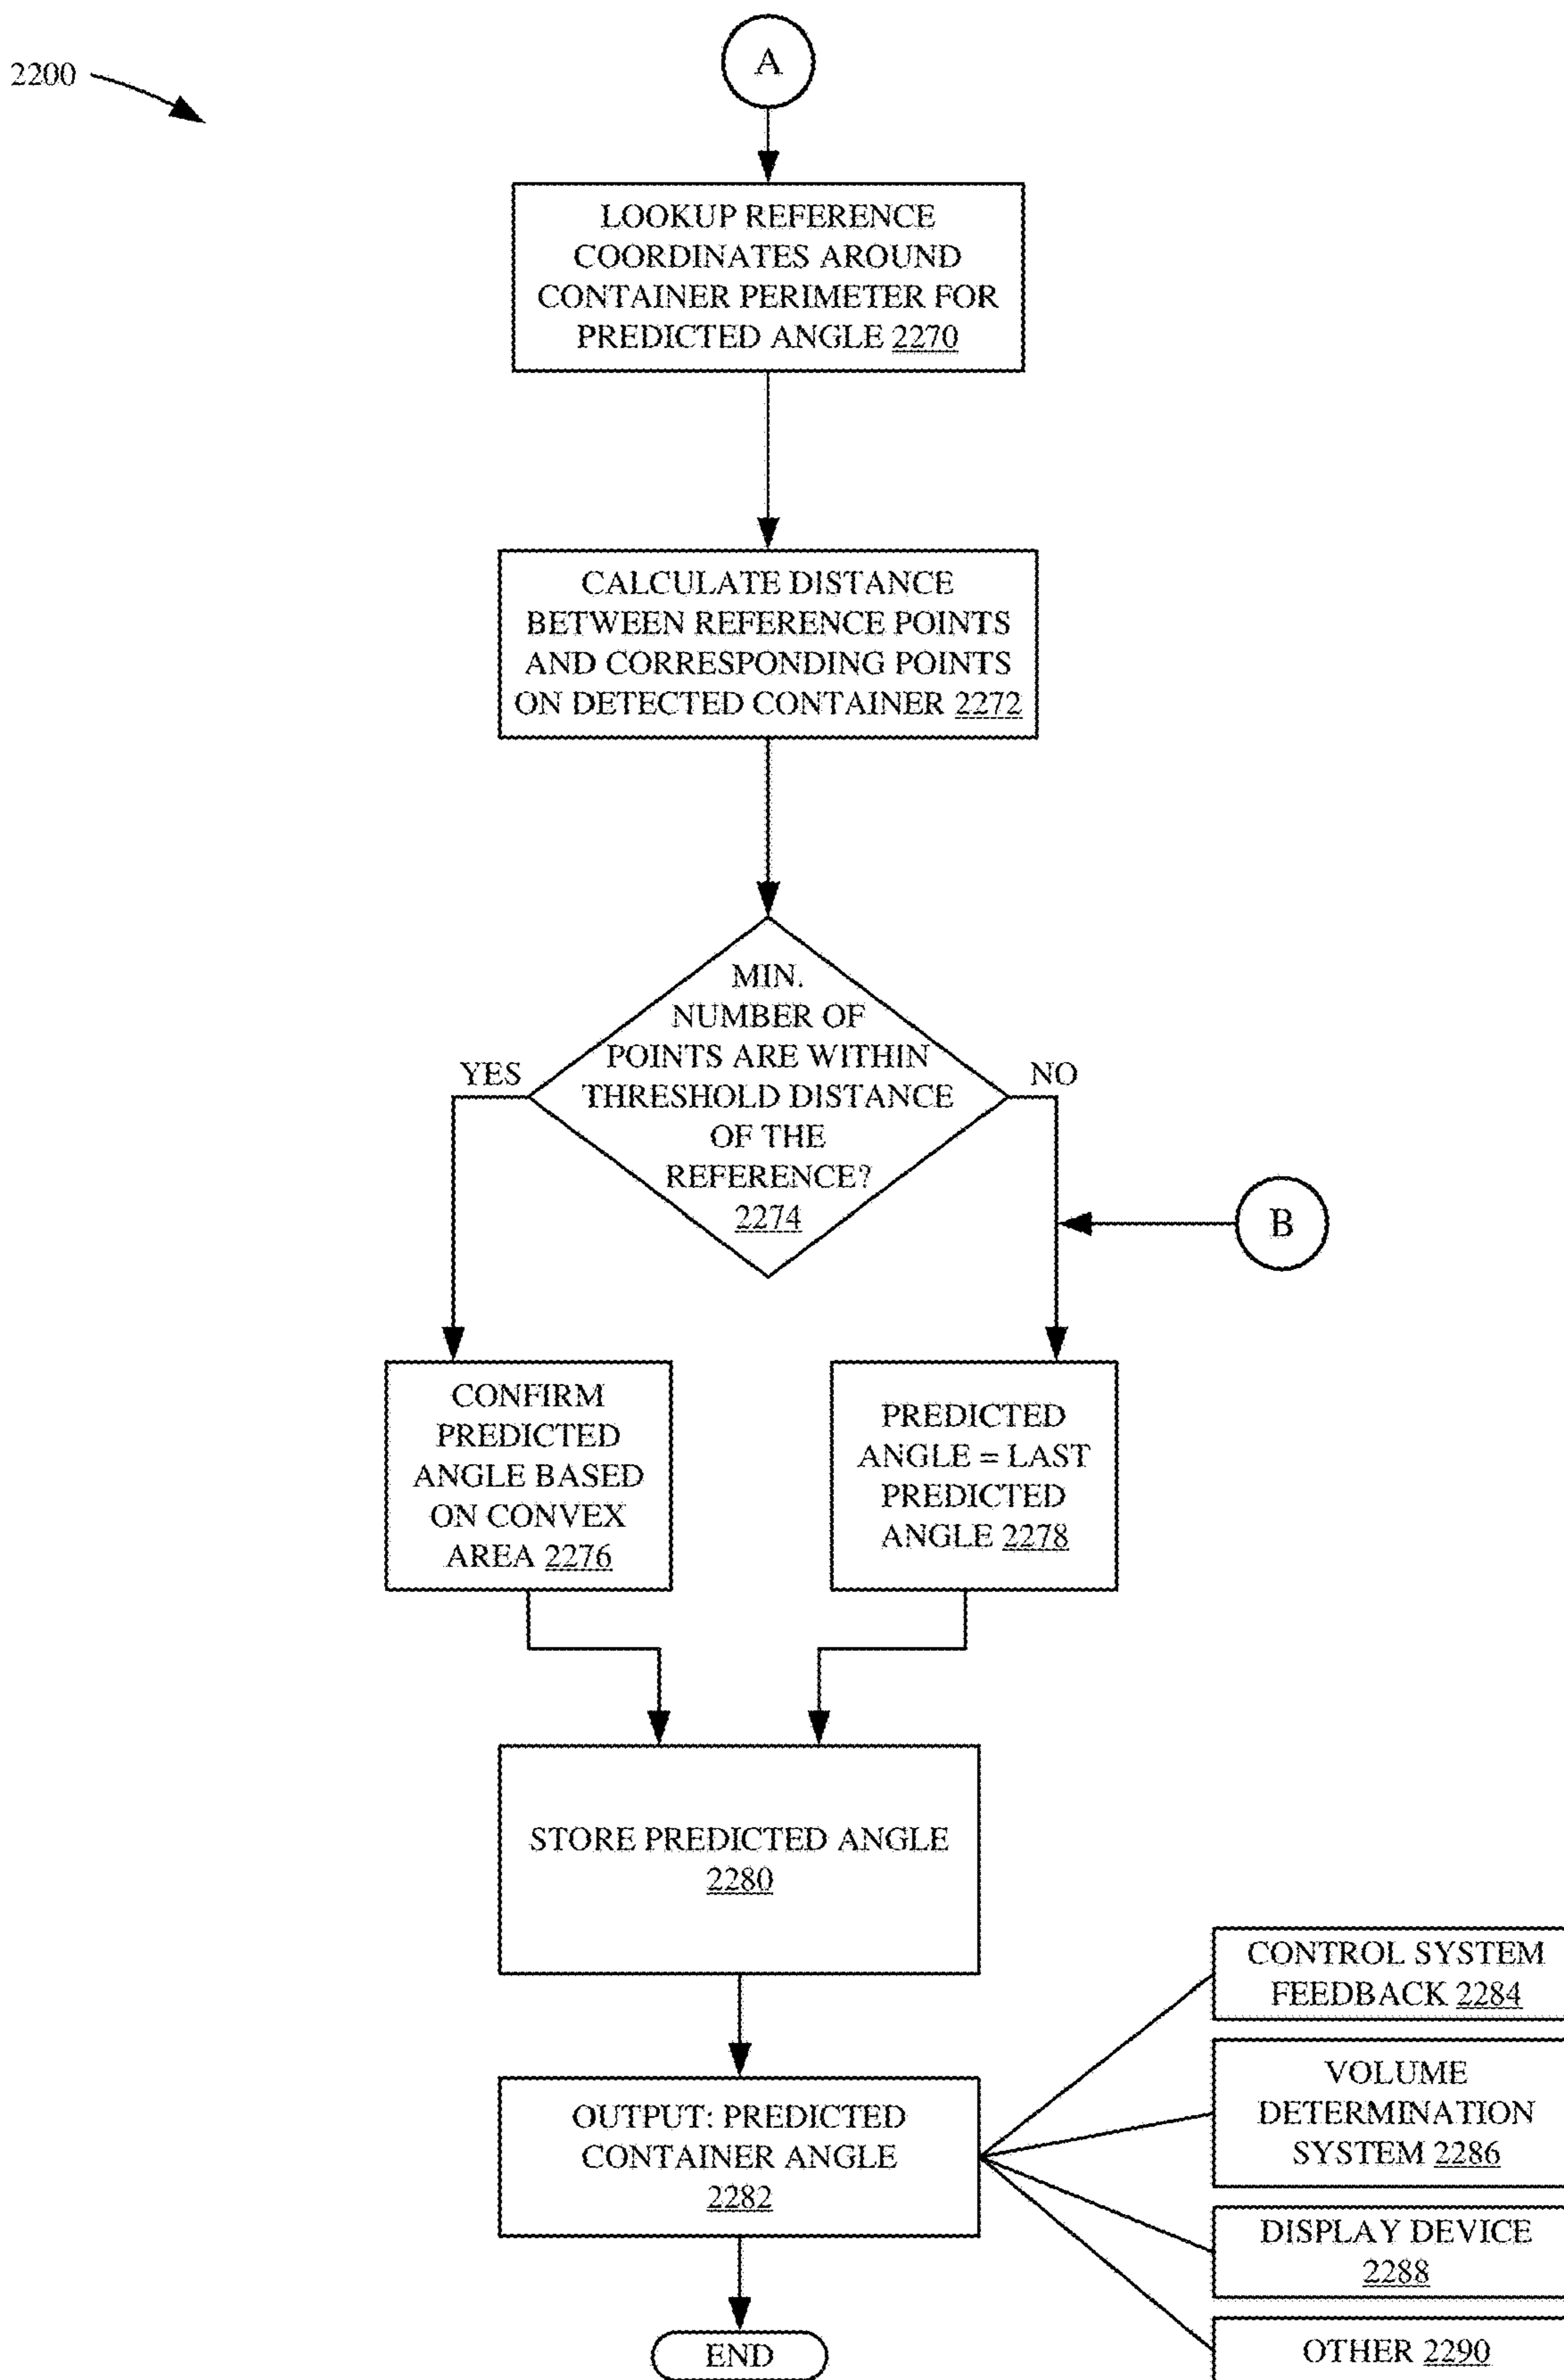 2200
A
LOOKUP REFERENCE
COORDINATES AROUND
CONTAINER PERIMETER FOR
PREDICTED ANGLE 2270
CALCULATE DISTANCE
BETWEEN REFERENCE POINTS
AND CORRESPONDING POINTS
ON DETECTED CONTAINER 2272
MIN.
NUMBER OF
POINTS ARE WITHIN
THRESHOLD DISTANCE
OF THE
REFERENCE?
2274
YES
NO
B
CONFIRM
PREDICTED
ANGLE BASED
ON CONVEX
AREA 2276
PREDICTED
ANGLE = LAST
PREDICTED
ANGLE 2278
STORE PREDICTED ANGLE
2280
OUTPUT: PREDICTED
CONTAINER ANGLE
2282
CONTROL SYSTEM
FEEDBACK 2284
VOLUME
DETERMINATION
SYSTEM 2286
DISPLAY DEVICE
2288
OTHER 2290
END